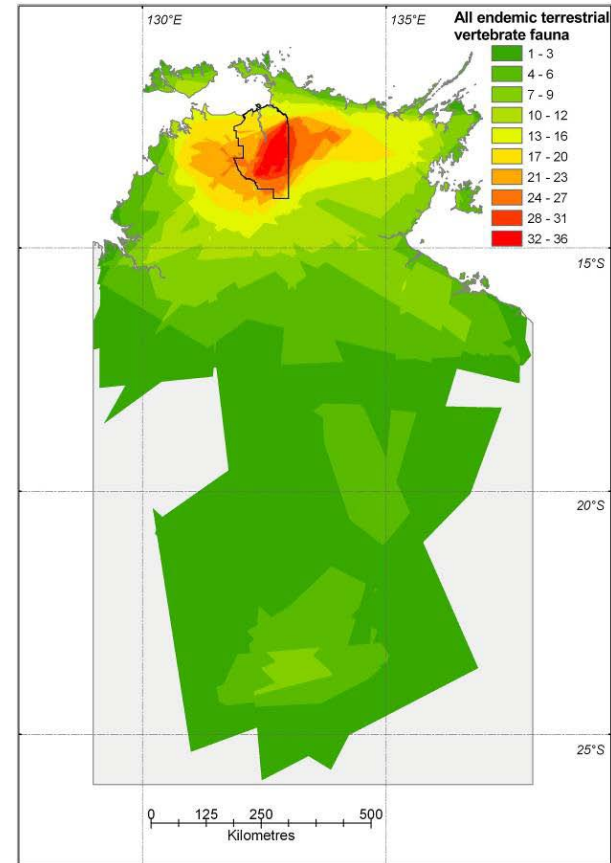 130°E
135°E
All endemic terrestrial
vertebrate fauna
1 - 3
4 - 6
7 - 9
10 - 12
13 - 16
17 - 20
21 - 23
24 - 27
28 - 31
32 - 36
15°S
20°S
25°S
0 125 250 500
Kilometres